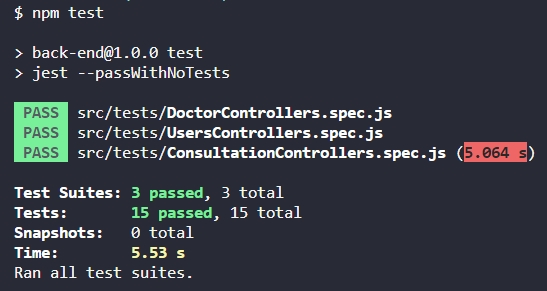 $ npm test
> back-end@1.0.0 test
> jest --passWithNoTests
PASS src/tests/DoctorControllers.spec.js
PASS src/tests/UsersControllers.spec.js
PASS src/tests/ConsultationControllers.spec.js (5.064 s)
Test Suites: 3 passed, 3 total
Tests: 15 passed, 15 total
Snapshots: 0 total
Time: 5.53 s
Ran all test suites.